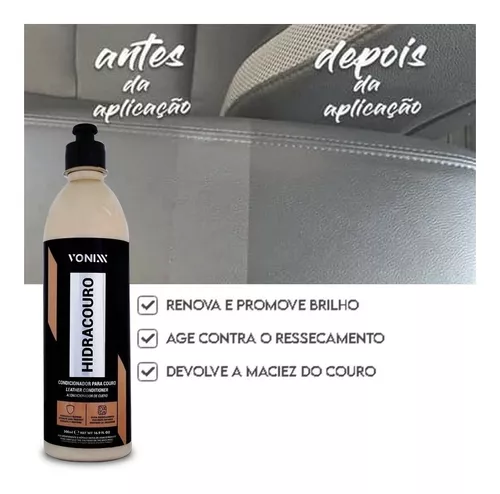 antes
da
aplicação
depois
da
aplicação
VONIXX
HIDRACOURO
CONDICIONADOR PARA COURO
LEATHER CONDITIONER
RENOVA E PROMOVE BRILHO
AGE CONTRA O RESSECAMENTO
DEVOLVE A MACIEZ DO COURO